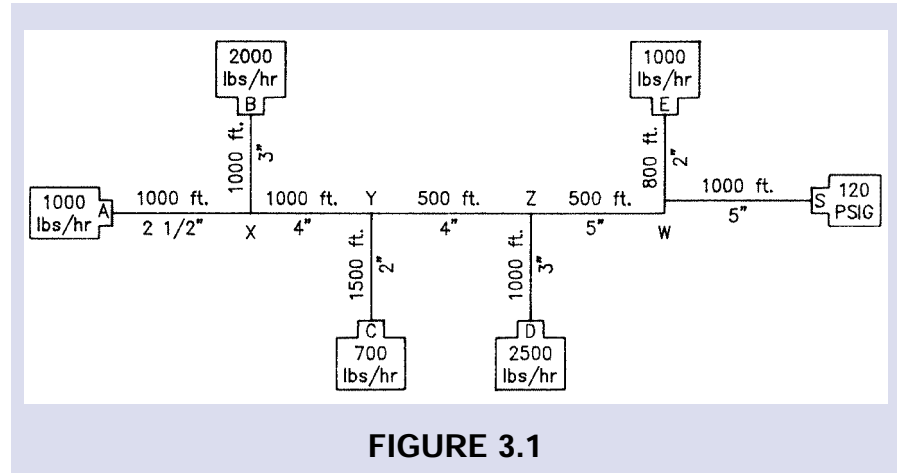 2000
lbs/hr
B
1000 ft.
3"
1000
lbs/hr
E
800 ft.
2"
1000
lbs/hr
A
1000 ft.
2 1/2"
X
1000 ft.
4"
Y
500 ft.
4"
Z
500 ft.
5"
W
1000 ft.
5"
S
120
PSIG
1500 ft.
2"
C
700
lbs/hr
1000 ft.
3"
D
2500
lbs/hr
FIGURE 3.1